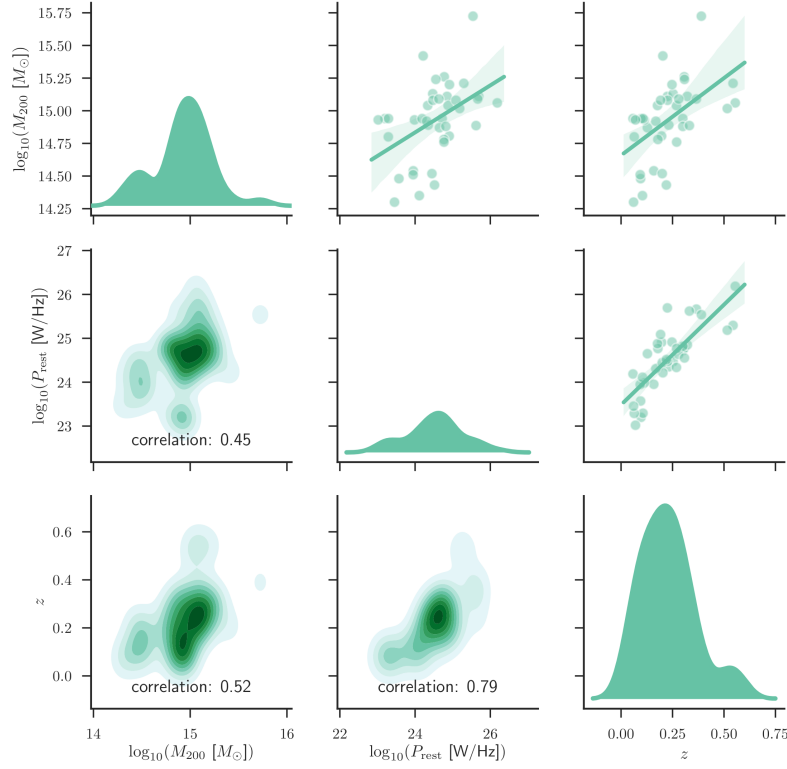 15.75
15.50
15.25
15.00
14.75
14.50
14.25
log₁₀(M₂₀₀ [M⊙])
27
26
25
24
23
log₁₀(P_rest [W/Hz])
correlation: 0.45
0.6
0.4
0.2
0.0
z
correlation: 0.52
correlation: 0.79
14 15 16
log₁₀(M₂₀₀ [M⊙])
22 24 26
log₁₀(P_rest [W/Hz])
0.00 0.25 0.50 0.75
z